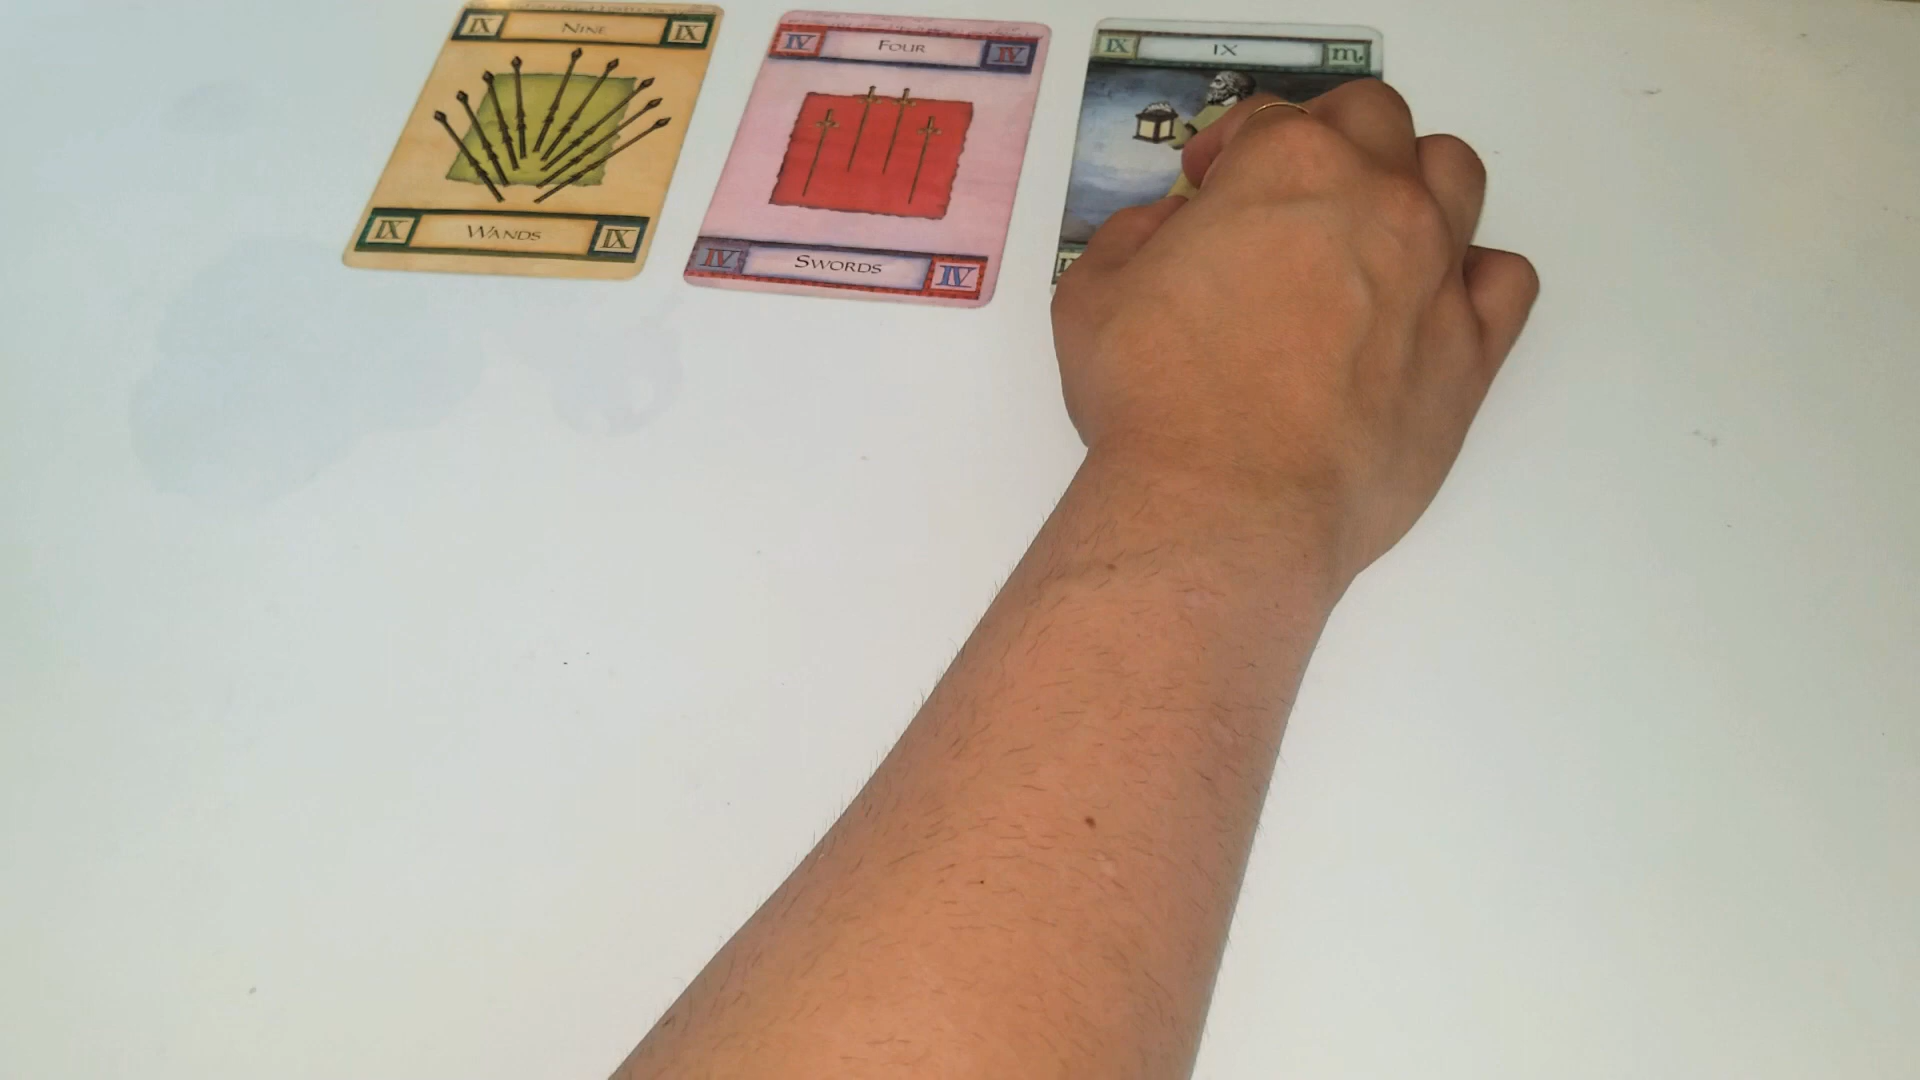 IX NINE IX
IX WANDS IX
IV FOUR IV
IV SWORDS IV
IX IX m